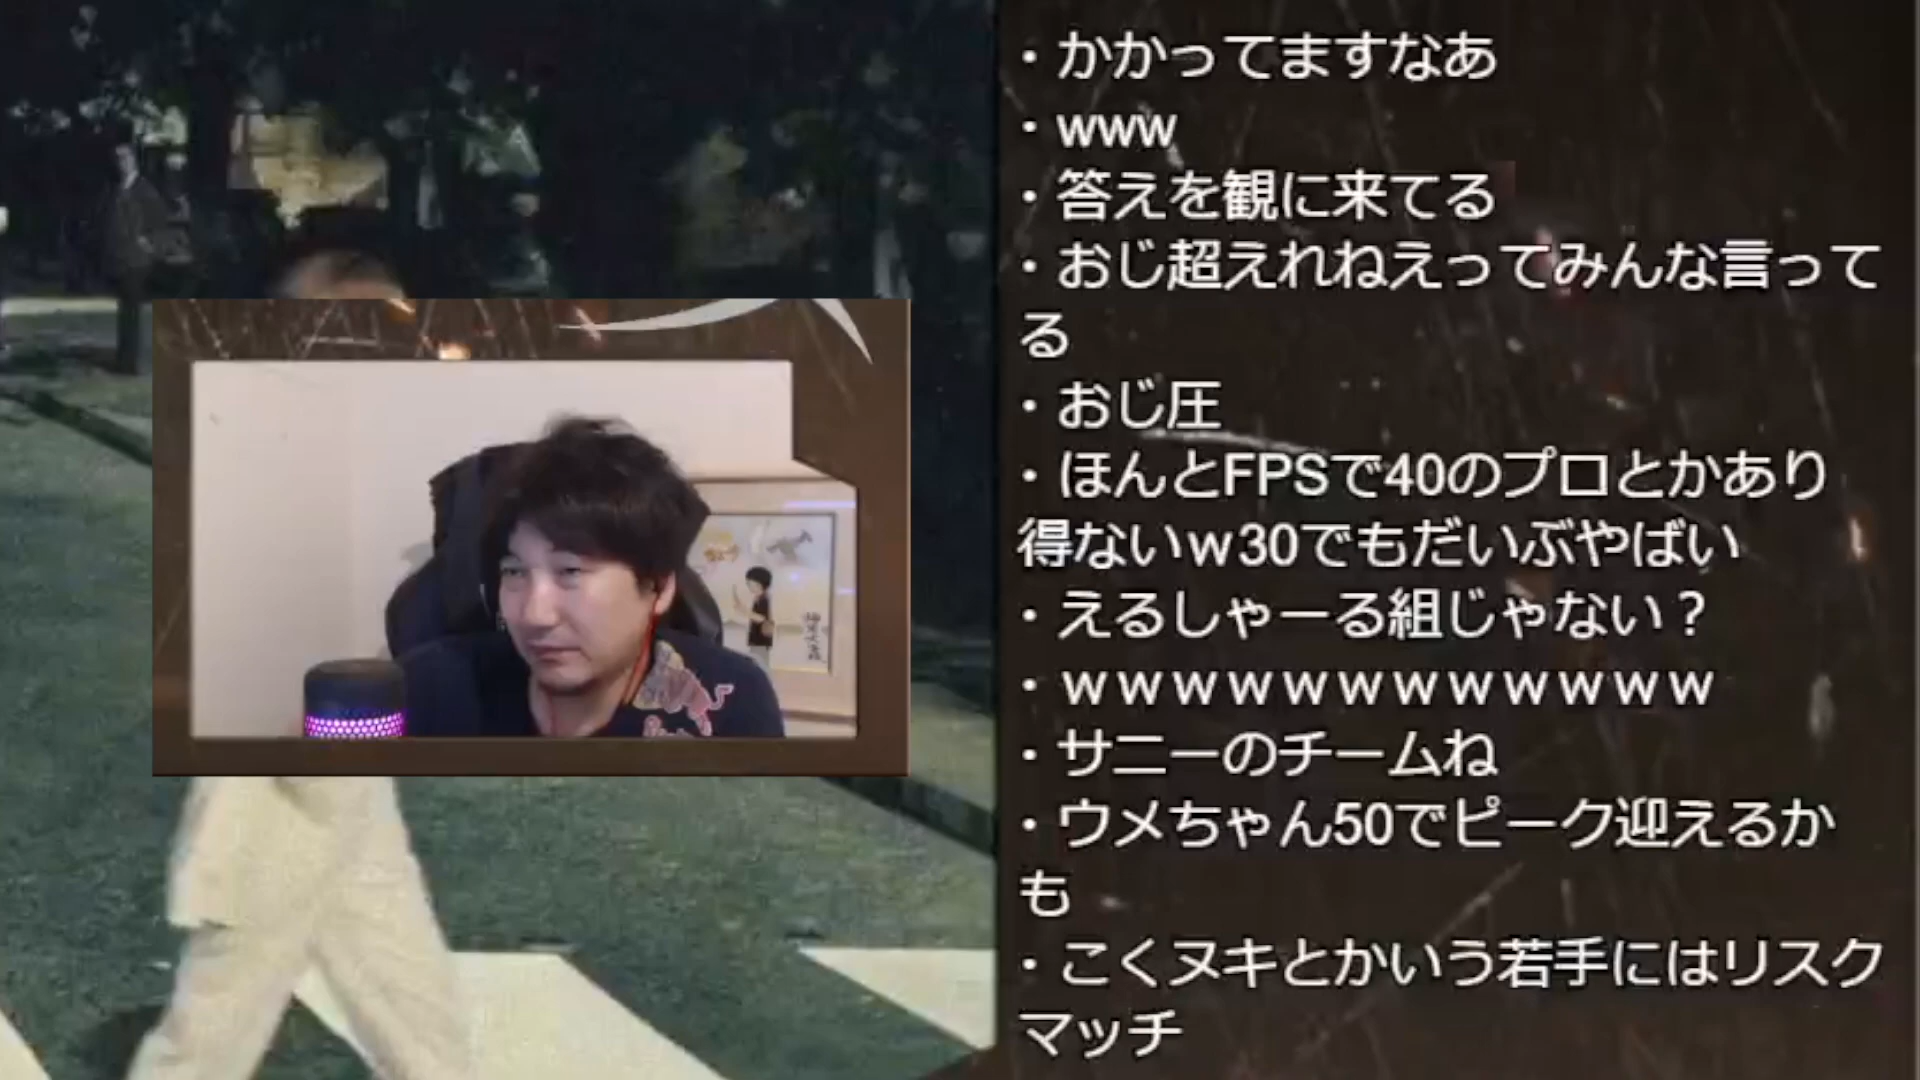 ・かかってますなあ
・www
・答えを観に来てる
・おじ超えれねえってみんな言って
る
・おじ圧
・ほんとFPSで40のプロとかあり
得ないw30でもだいぶやばい
・えるしゃーる組じゃない？
・ｗｗｗｗｗｗｗｗｗｗｗｗ
・サニーのチームね
・ウメちゃん50でピーク迎えるか
も
・こくヌキとかいう若手にはリスク
マッチ